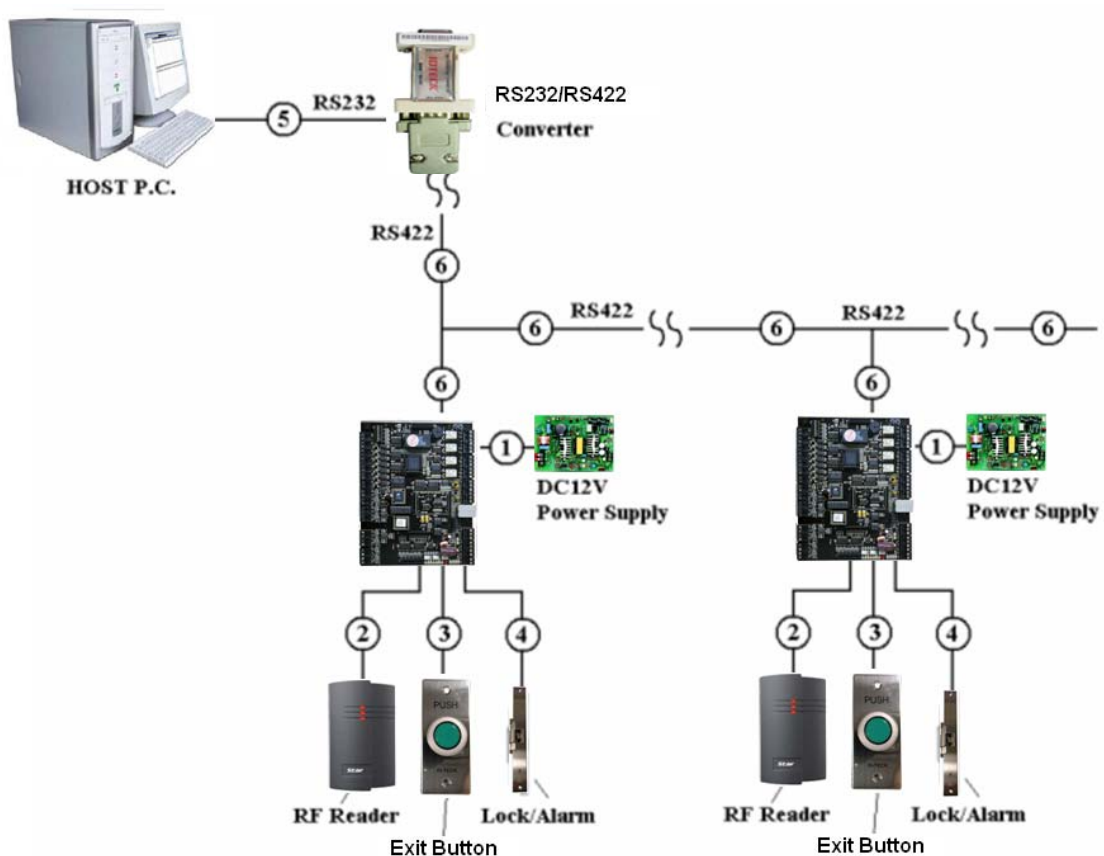 RS232
5
RS232/RS422
Converter
HOST P.C.
RS422
6
RS422
6
6
RS422
6
6
6
1
DC12V
Power Supply
1
DC12V
Power Supply
2
3
4
2
3
4
PUSH
PUSH
Star
Star
RF Reader
Lock/Alarm
RF Reader
Lock/Alarm
Exit Button
Exit Button